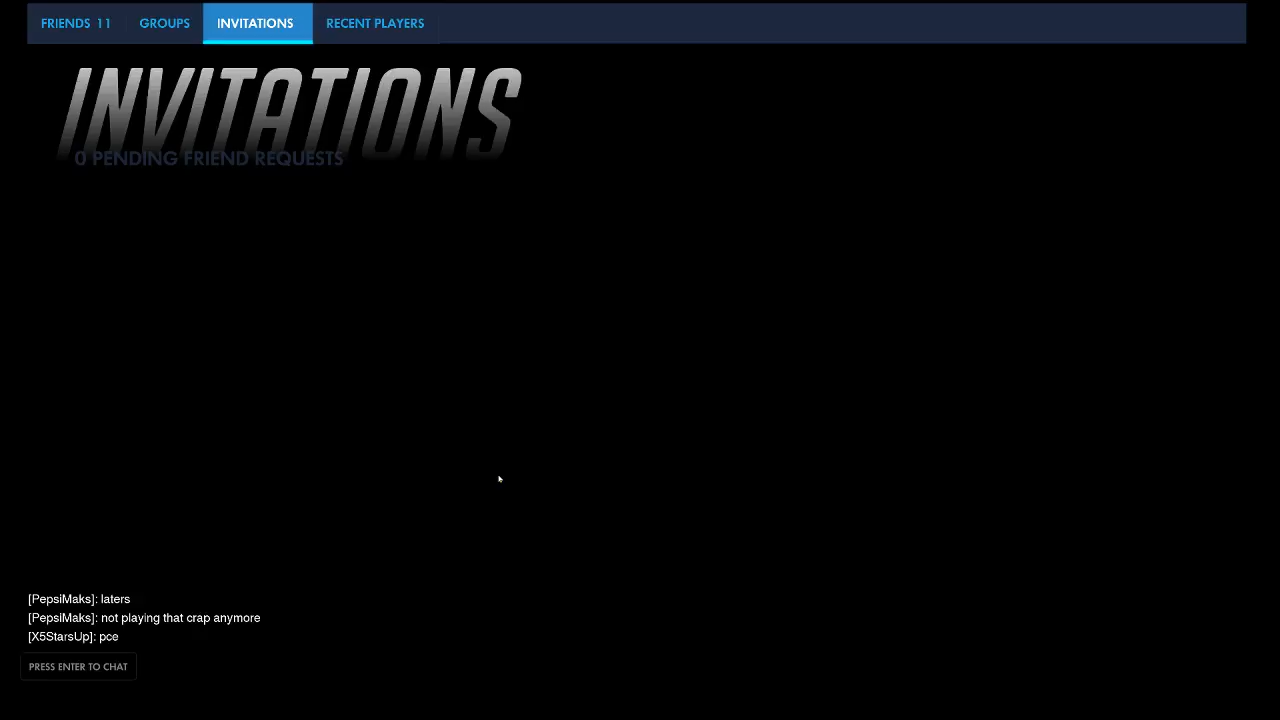 FRIENDS 11 GROUPS INVITATIONS RECENT PLAYERS
INVITATIONS
0 PENDING FRIEND REQUESTS
[PepsiMaks]: laters
[PepsiMaks]: not playing that crap anymore
[X5StarsUp]: pce
PRESS ENTER TO CHAT